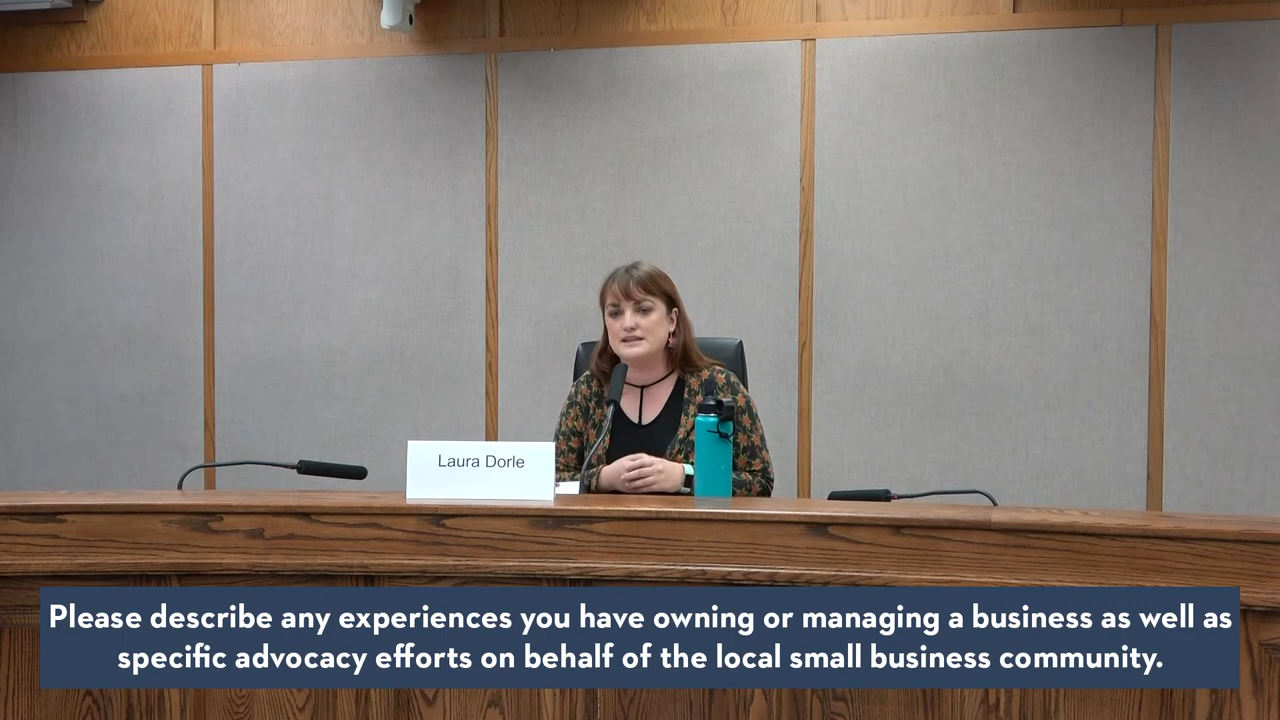 Laura Dorle
Please describe any experiences you have owning or managing a business as well as
specific advocacy efforts on behalf of the local small business community.